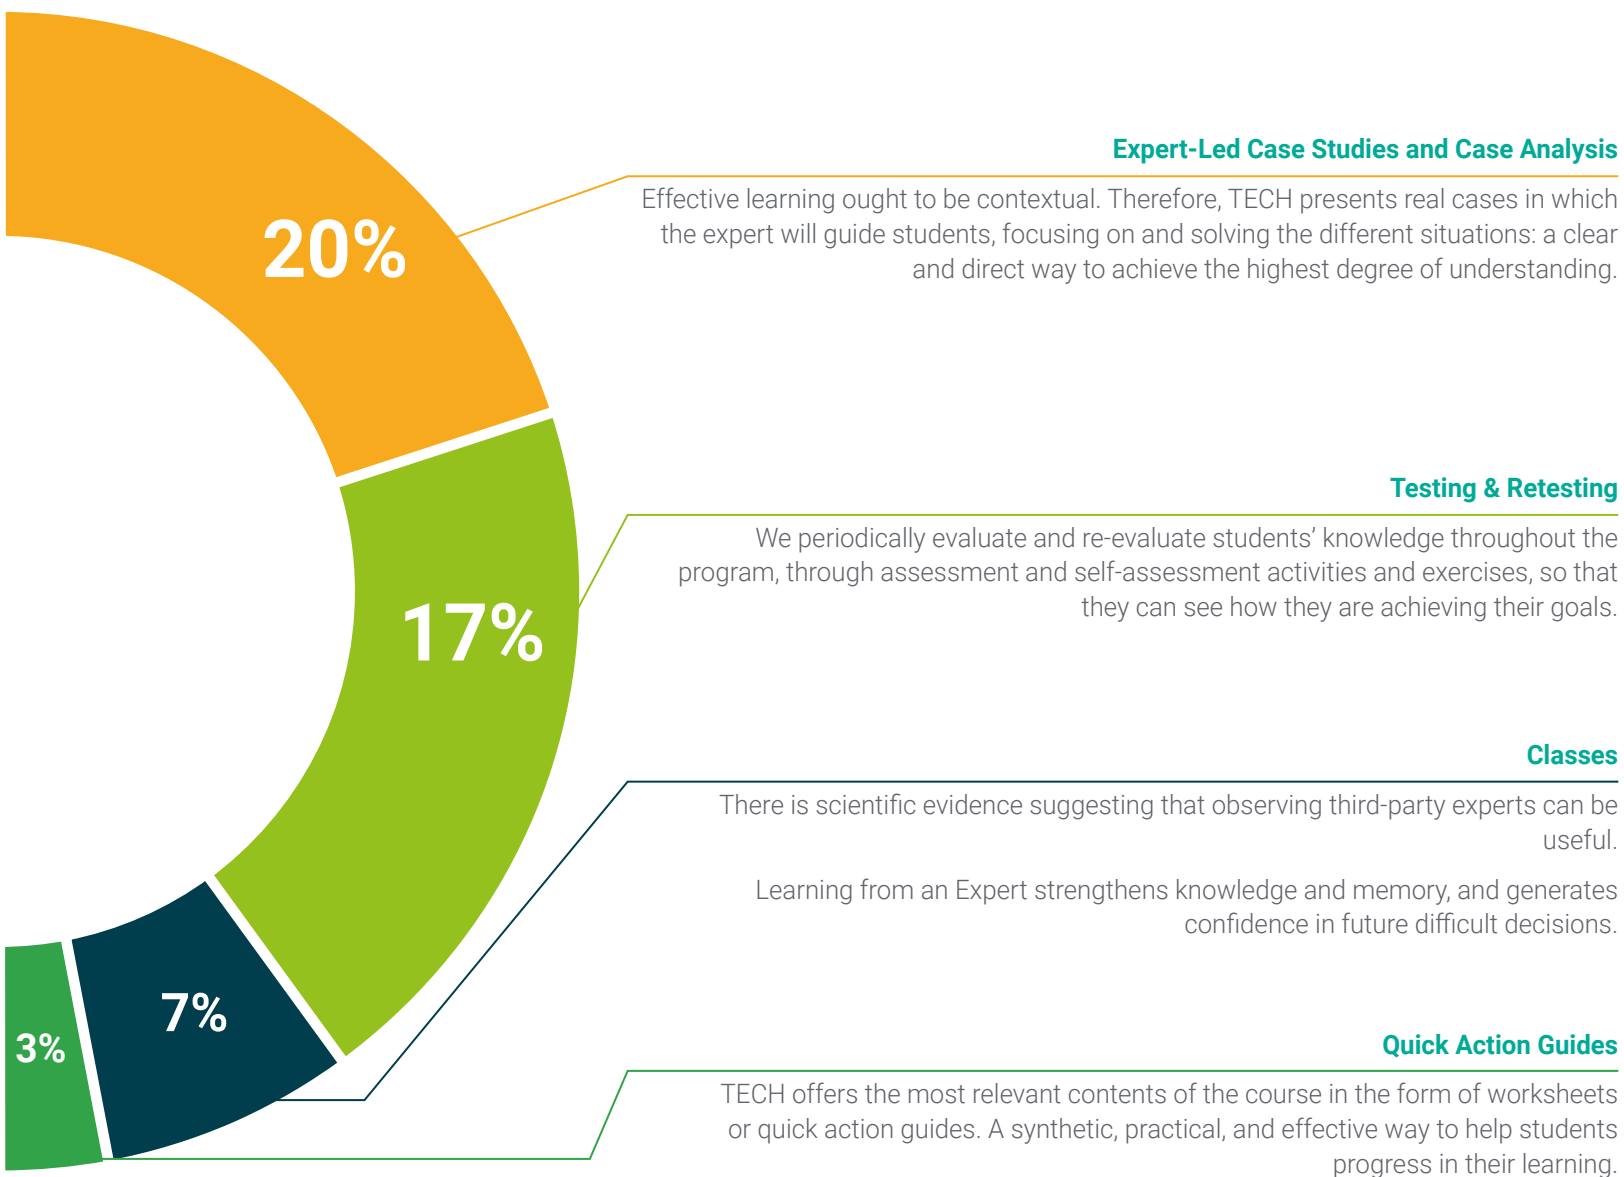 Expert-Led Case Studies and Case Analysis
Effective learning ought to be contextual. Therefore, TECH presents real cases in which
the expert will guide students, focusing on and solving the different situations: a clear
and direct way to achieve the highest degree of understanding.
20%
Testing & Retesting
We periodically evaluate and re-evaluate students’ knowledge throughout the
program, through assessment and self-assessment activities and exercises, so that
they can see how they are achieving their goals.
17%
Classes
There is scientific evidence suggesting that observing third-party experts can be
useful.
Learning from an Expert strengthens knowledge and memory, and generates
confidence in future difficult decisions.
7%
3%
Quick Action Guides
TECH offers the most relevant contents of the course in the form of worksheets
or quick action guides. A synthetic, practical, and effective way to help students
progress in their learning.